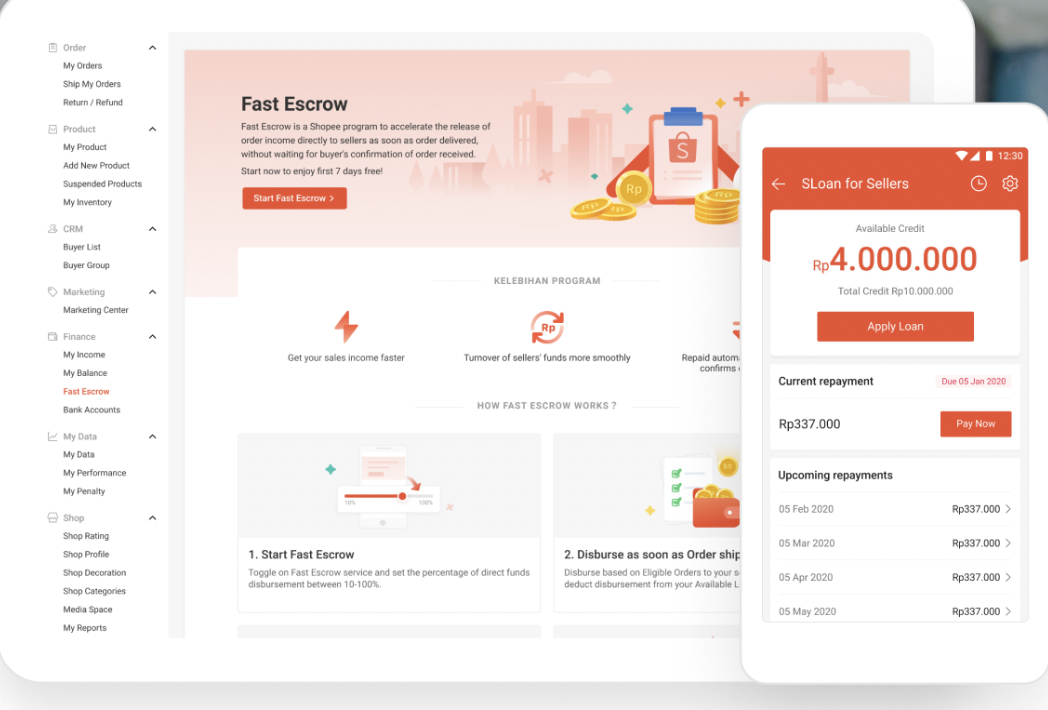 Order
My Orders
Ship My Orders
Return / Refund
Product
My Product
Add New Product
Suspended Products
My Inventory
CRM
Buyer List
Buyer Group
Marketing
Marketing Center
Finance
My Income
My Balance
Fast Escrow
Bank Accounts
My Data
My Data
My Performance
My Penalty
Shop
Shop Rating
Shop Profile
Shop Decoration
Shop Categories
Media Space
My Reports
Fast Escrow
Fast Escrow is a Shopee program to accelerate the release of
order income directly to sellers as soon as order delivered,
without waiting for buyer's confirmation of order received.
Start now to enjoy first 7 days free!
Start Fast Escrow >
S
Rp
Rp
Rp
Rp
KELEBIHAN PROGRAM
Rp
Get your sales income faster
Turnover of sellers' funds more smoothly
Repaid autom
confirms
HOW FAST ESCROW WORKS ?
10%
100%
1. Start Fast Escrow
Toggle on Fast Escrow service and set the percentage of direct funds
disbursement between 10-100%.
2. Disburse as soon as Order ship
Disburse based on Eligible Orders to your s
deduct disbursement from your Available L
12:30
SLoan for Sellers
Available Credit
Rp4.000.000
Total Credit Rp10.000.000
Apply Loan
Current repayment
Due 05 Jan 2020
Rp337.000
Pay Now
Upcoming repayments
05 Feb 2020 Rp337.000 >
05 Mar 2020 Rp337.000 >
05 Apr 2020 Rp337.000 >
05 May 2020 Rp337.000 >